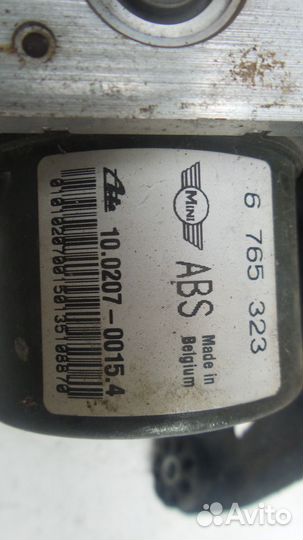 6 765 323
MINI
ABS
Made in
Belgium
Ate 10.0207-0015.4
Avito